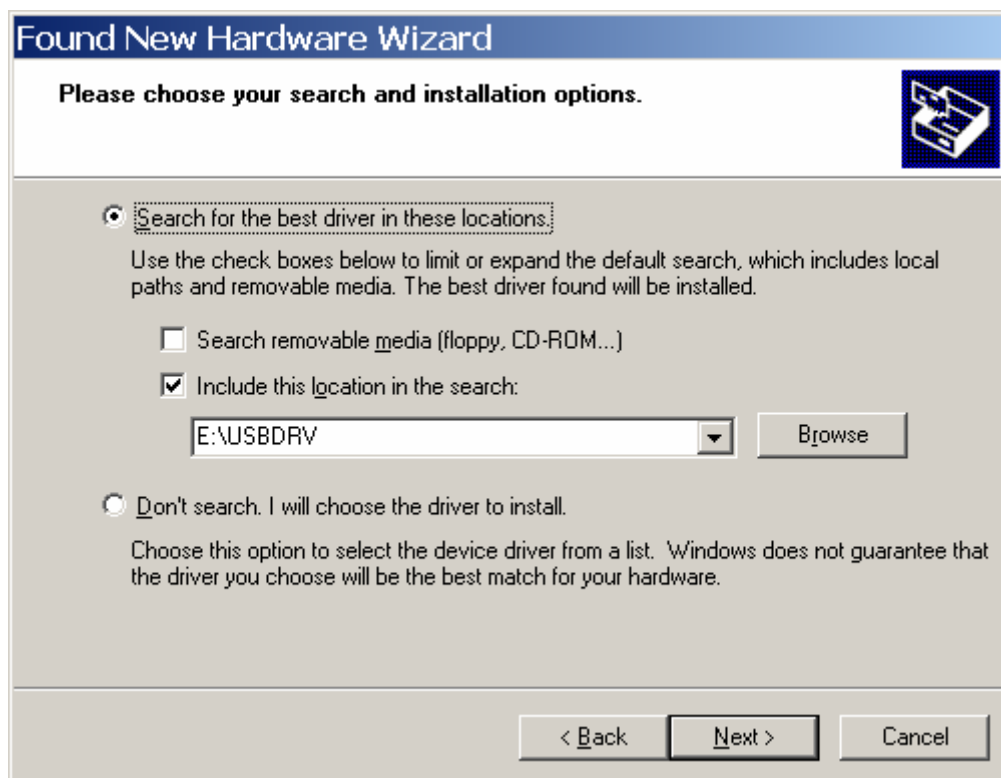 Found New Hardware Wizard
Please choose your search and installation options.
Search for the best driver in these locations.
Use the check boxes below to limit or expand the default search, which includes local
paths and removable media. The best driver found will be installed.
Search removable media (floppy, CD-ROM...)
Include this location in the search:
E:\USBDRV
Browse
Don't search. I will choose the driver to install.
Choose this option to select the device driver from a list. Windows does not guarantee that
the driver you choose will be the best match for your hardware.
< Back Next > Cancel